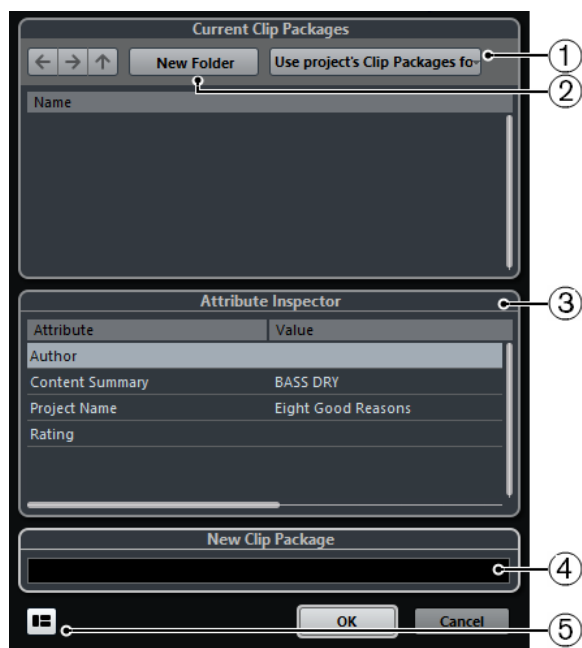 Current Clip Packages
New Folder
Use project's Clip Packages fo
1
2
Name
Attribute Inspector
3
Attribute Value
Author
Content Summary BASS DRY
Project Name Eight Good Reasons
Rating
New Clip Package
4
OK Cancel
5